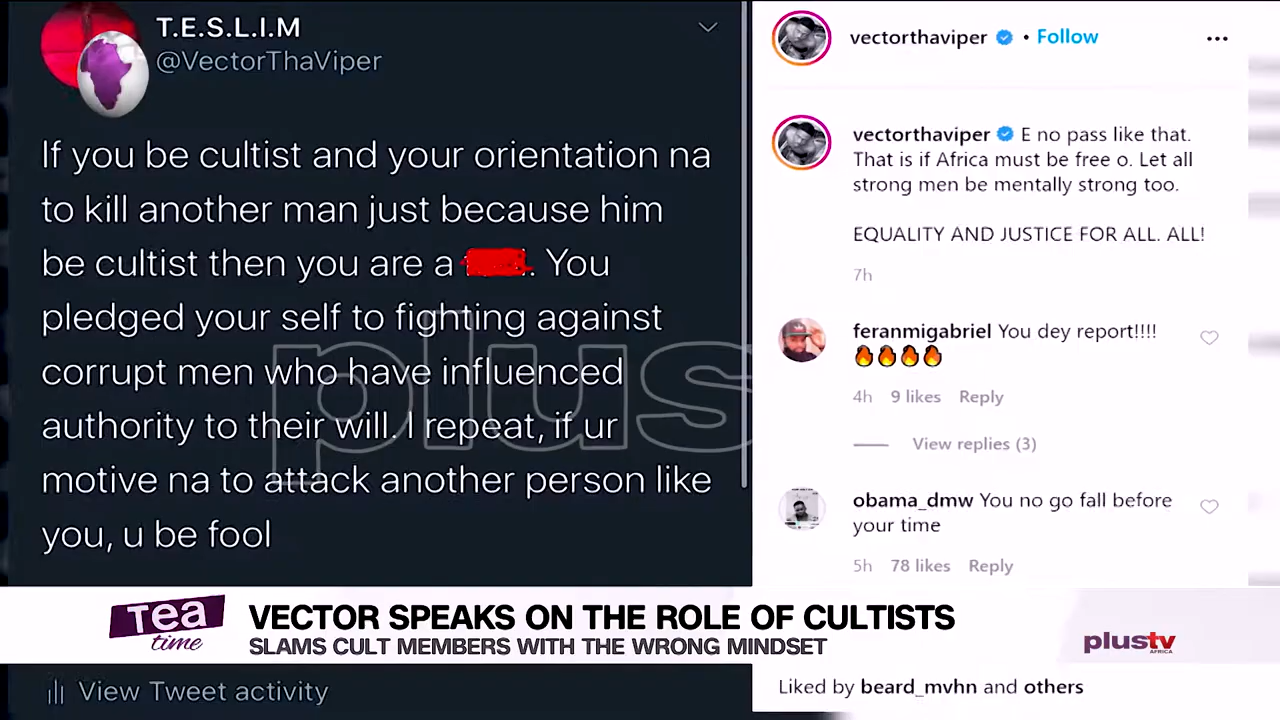 T.E.S.L.I.M
@VectorThaViper
If you be cultist and your orientation na
to kill another man just because him
be cultist then you are a . You
pledged your self to fighting against
corrupt men who have influenced
authority to their will. I repeat, if ur
motive na to attack another person like
you, u be fool
plus
vectorthaviper • Follow
vectorthaviper E no pass like that.
That is if Africa must be free o. Let all
strong men be mentally strong too.
EQUALITY AND JUSTICE FOR ALL. ALL!
7h
feranmigabriel You dey report!!!!
4h 9 likes Reply
View replies (3)
obama_dmw You no go fall before
your time
5h 78 likes Reply
Tea time
VECTOR SPEAKS ON THE ROLE OF CULTISTS
SLAMS CULT MEMBERS WITH THE WRONG MINDSET
plustv
AFRICA
View Tweet activity
Liked by beard_mvhn and others